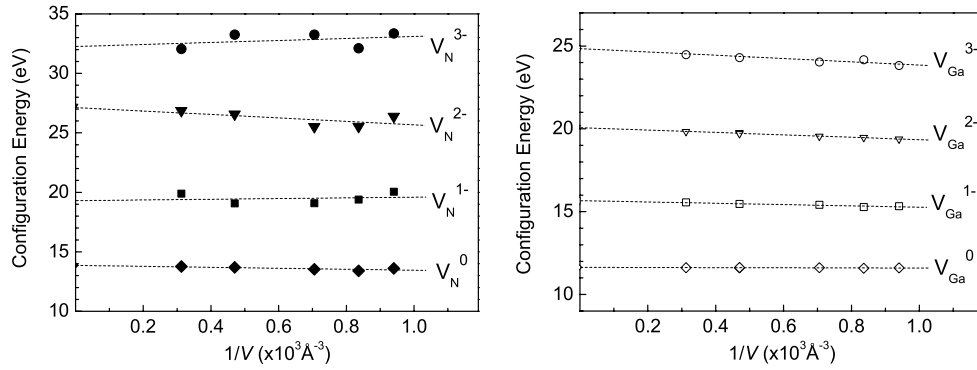 35
30
25
20
15
10
Configuration Energy (eV)
V_N^3-
V_N^2-
V_N^1-
V_N^0
0.2 0.4 0.6 0.8 1.0
1/V (x10³Å⁻³)
25
20
15
10
Configuration Energy (eV)
V_Ga^3-
V_Ga^2-
V_Ga^1-
V_Ga^0
0.2 0.4 0.6 0.8 1.0
1/V (x10³Å⁻³)